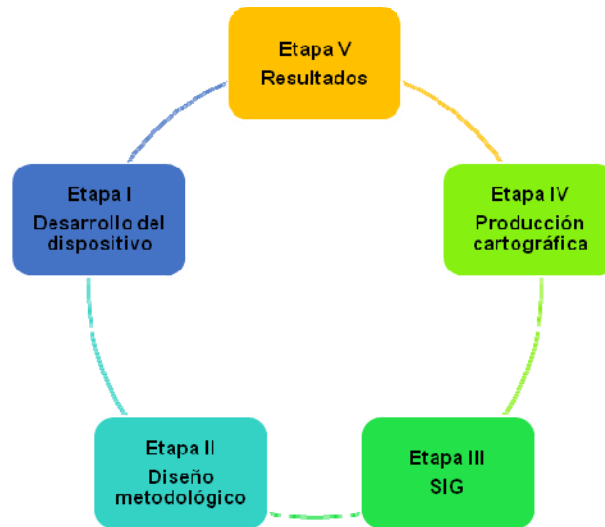 Etapa V
Resultados
Etapa I
Desarrollo del
dispositivo
Etapa IV
Producción
cartográfica
Etapa II
Diseño
metodológico
Etapa III
SIG